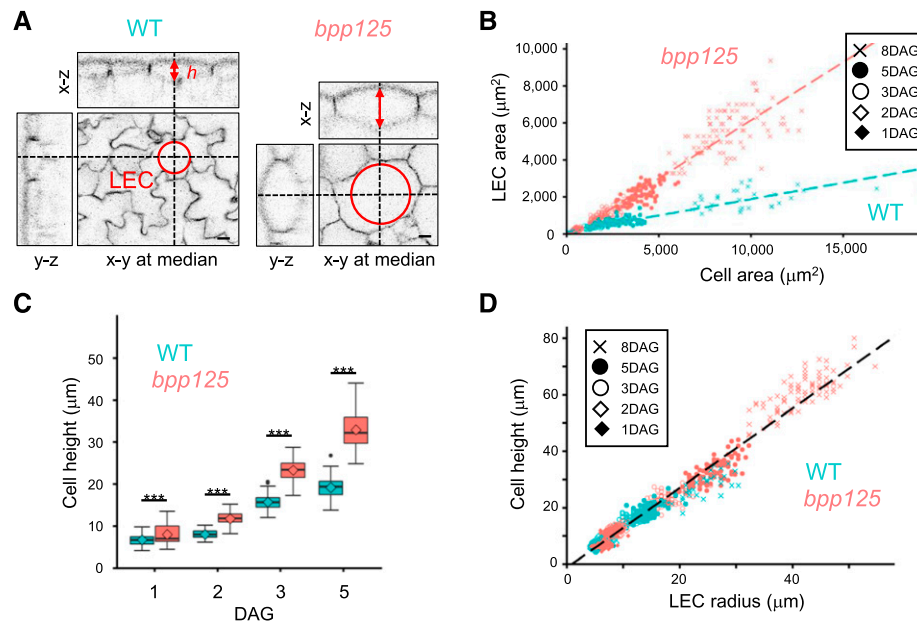 A
WT
bpp125
x-z
h
x-z
LEC
y-z
x-y at median
y-z
x-y at median
B
10,000
8,000
6,000
4,000
2,000
0
LEC area (μm²)
bpp125
WT
8DAG
5DAG
3DAG
2DAG
1DAG
0
5,000
10,000
15,000
Cell area (μm²)
C
WT
bpp125
50
40
30
20
10
0
Cell height (μm)
***
***
***
***
1
2
3
5
DAG
D
80
60
40
20
0
Cell height (μm)
8DAG
5DAG
3DAG
2DAG
1DAG
WT
bpp125
0
20
40
LEC radius (μm)